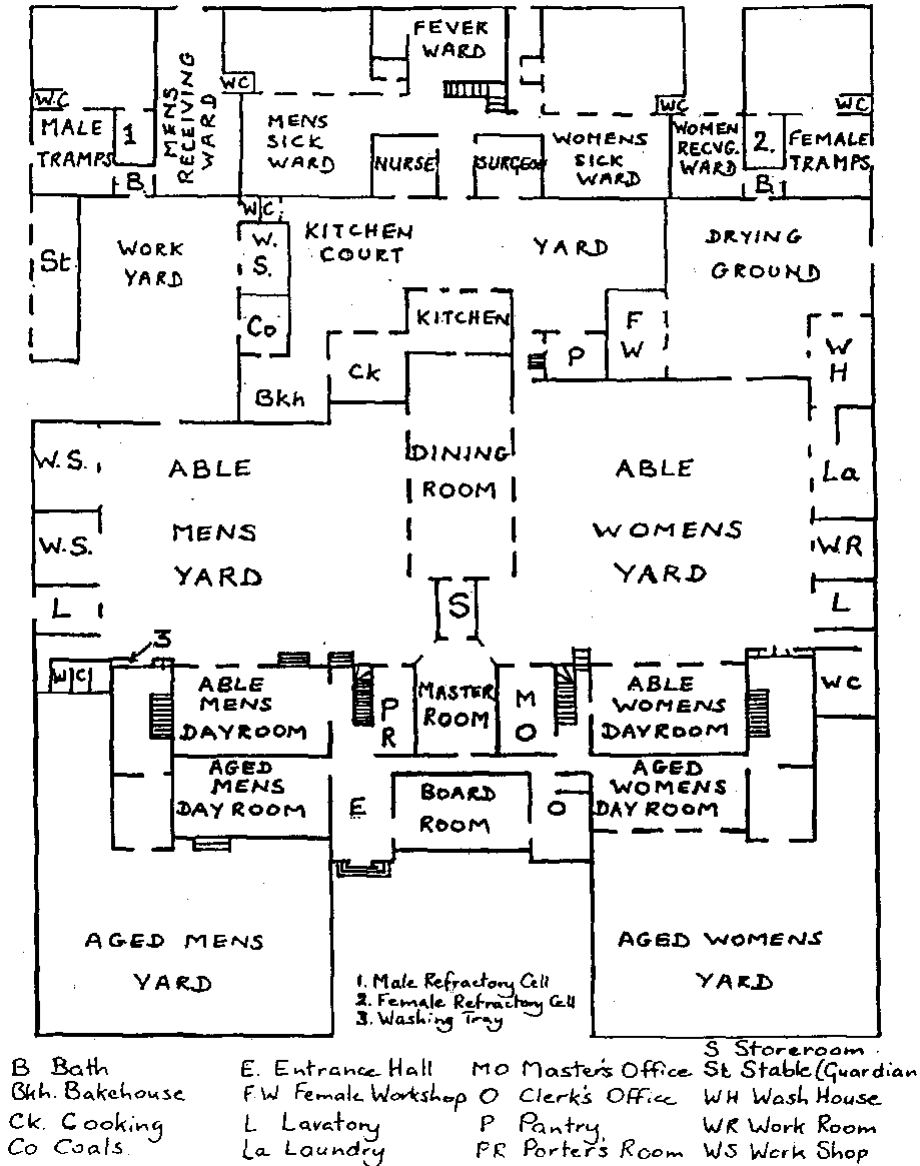 FEVER
WARD
W.C
MALE
TRAMPS
1
B.
MENS
RECEIVING
WARD
WC
MENS
SICK
WARD
NURSE
SURGEON
WOMENS
SICK
WARD
WC
WOMEN
RECVG.
WARD
2.
B
WC
FEMALE
TRAMPS
St
WORK
YARD
WC
W.
S.
Co
Bkh
KITCHEN
COURT
YARD
DRYING
GROUND
KITCHEN
Ck
P
F
W
W
H
W.S.
W.S.
L
ABLE
MENS
YARD
DINING
ROOM
S
ABLE
WOMENS
YARD
La
WR
L
3
WC
ABLE
MENS
DAYROOM
P
R
MASTER
ROOM
M
O
ABLE
WOMENS
DAYROOM
WC
AGED
MENS
DAY ROOM
E
BOARD
ROOM
O
AGED
WOMENS
DAY ROOM
AGED MENS
YARD
AGED WOMENS
YARD
1. Male Refractory Cell
2. Female Refractory Cell
3. Washing Tray
B Bath
Bkh. Bakehouse
Ck. Cooking
Co Coals
E. Entrance Hall
FW Female Workshop
L Lavatory
La Laundry
MO Master's Office
O Clerk's Office
P Pantry
PR Porter's Room
S Storeroom
St Stable (Guardian
WH Wash House
WR Work Room
WS Work Shop